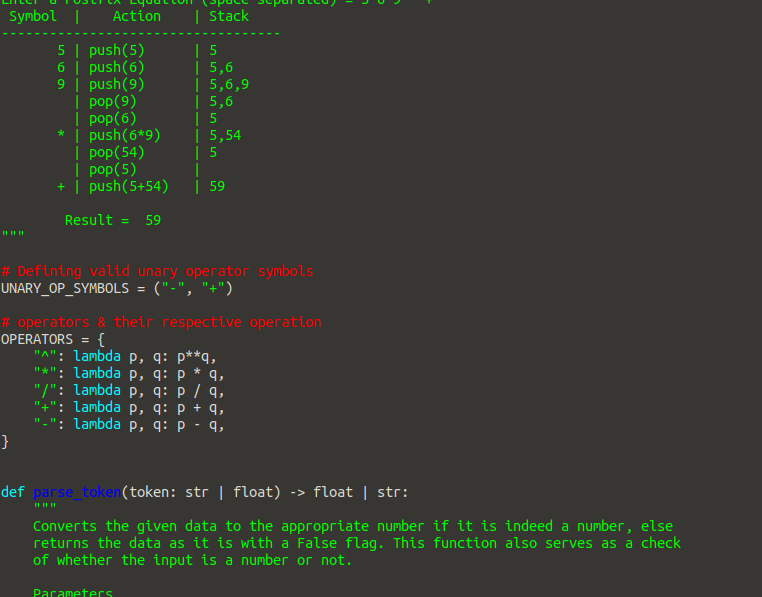 Enter a Postfix Equation (space separated) = 5 6 9 * +
 Symbol  |    Action    | Stack
-----------------------------------
       5 | push(5)      | 5
       6 | push(6)      | 5,6
       9 | push(9)      | 5,6,9
         | pop(9)       | 5,6
         | pop(6)       | 5
       * | push(6*9)    | 5,54
         | pop(54)      | 5
         | pop(5)       |
       + | push(5+54)   | 59

        Result =  59
"""

# Defining valid unary operator symbols
UNARY_OP_SYMBOLS = ("-", "+")

# operators & their respective operation
OPERATORS = {
    "^": lambda p, q: p**q,
    "*": lambda p, q: p * q,
    "/": lambda p, q: p / q,
    "+": lambda p, q: p + q,
    "-": lambda p, q: p - q,
}


def parse_token(token: str | float) -> float | str:
    """
    Converts the given data to the appropriate number if it is indeed a number, else
    returns the data as it is with a False flag. This function also serves as a check
    of whether the input is a number or not.

    Parameters